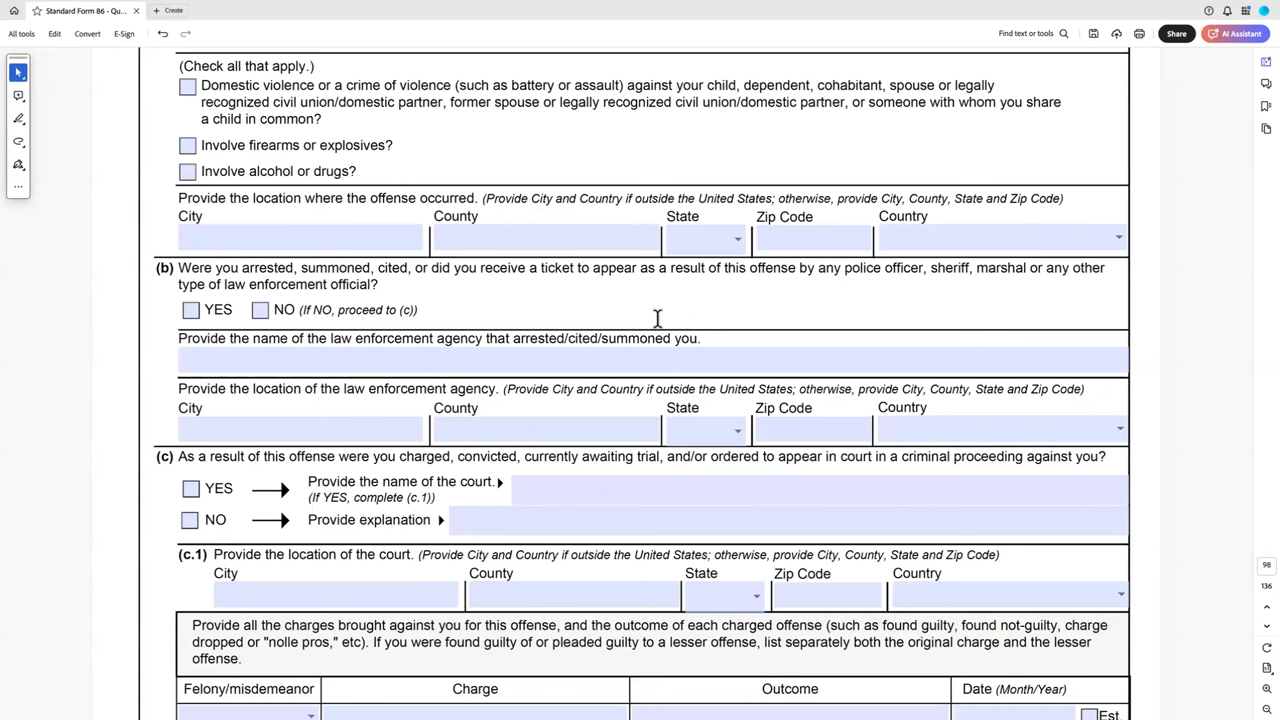 Standard Form 86 - Qu...
Create
All tools Edit Convert E-Sign
Find text or tools
Share
AI Assistant
(Check all that apply.)
Domestic violence or a crime of violence (such as battery or assault) against your child, dependent, cohabitant, spouse or legally
recognized civil union/domestic partner, former spouse or legally recognized civil union/domestic partner, or someone with whom you share
a child in common?
Involve firearms or explosives?
Involve alcohol or drugs?
Provide the location where the offense occurred. (Provide City and Country if outside the United States; otherwise, provide City, County, State and Zip Code)
City County State Zip Code Country
(b) Were you arrested, summoned, cited, or did you receive a ticket to appear as a result of this offense by any police officer, sheriff, marshal or any other
type of law enforcement official?
YES NO (If NO, proceed to (c))
Provide the name of the law enforcement agency that arrested/cited/summoned you.
Provide the location of the law enforcement agency. (Provide City and Country if outside the United States; otherwise, provide City, County, State and Zip Code)
City County State Zip Code Country
(c) As a result of this offense were you charged, convicted, currently awaiting trial, and/or ordered to appear in court in a criminal proceeding against you?
YES Provide the name of the court.
(If YES, complete (c.1))
NO Provide explanation
(c.1) Provide the location of the court. (Provide City and Country if outside the United States; otherwise, provide City, County, State and Zip Code)
City County State Zip Code Country
Provide all the charges brought against you for this offense, and the outcome of each charged offense (such as found guilty, found not-guilty, charge
dropped or "nolle pros," etc). If you were found guilty of or pleaded guilty to a lesser offense, list separately both the original charge and the lesser
offense.
Felony/misdemeanor Charge Outcome Date (Month/Year)
Est.
98
136